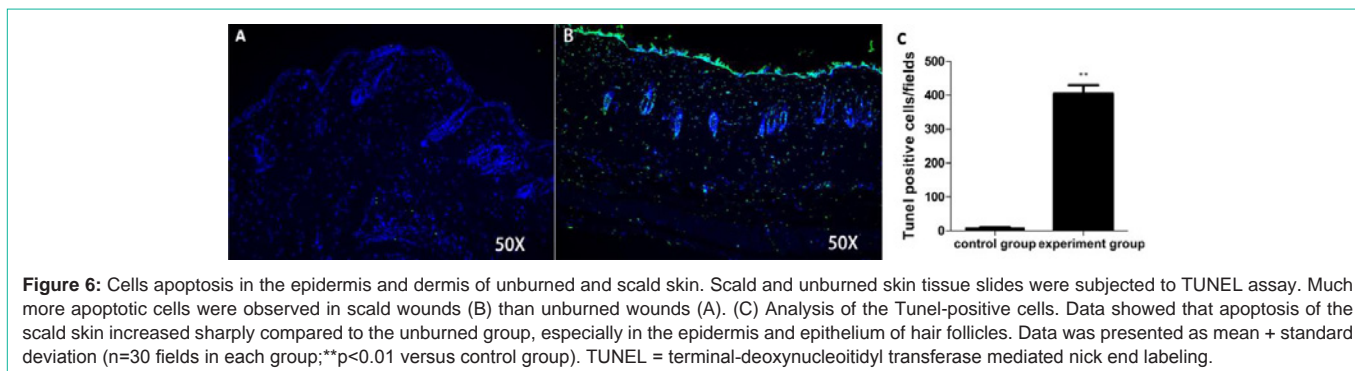 A
50X
B
50X
C
**
500
400
300
200
100
0
Tunel positive cells/fields
control group experiment group
Figure 6: Cells apoptosis in the epidermis and dermis of unburned and scald skin. Scald and unburned skin tissue slides were subjected to TUNEL assay. Much
more apoptotic cells were observed in scald wounds (B) than unburned wounds (A). (C) Analysis of the Tunel-positive cells. Data showed that apoptosis of the
scald skin increased sharply compared to the unburned group, especially in the epidermis and epithelium of hair follicles. Data was presented as mean + standard
deviation (n=30 fields in each group;**p<0.01 versus control group). TUNEL = terminal-deoxynucleoitidyl transferase mediated nick end labeling.